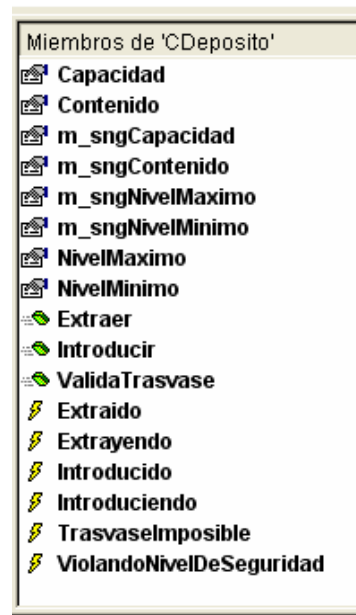 Miembros de 'CDeposito'
Capacidad
Contenido
m_sngCapacidad
m_sngContenido
m_sngNivelMaximo
m_sngNivelMinimo
NivelMaximo
NivelMinimo
Extraer
Introducir
ValidaTrasvase
Extraido
Extrayendo
Introducido
Introduciendo
TrasvaseImposible
ViolandoNivelDeSeguridad